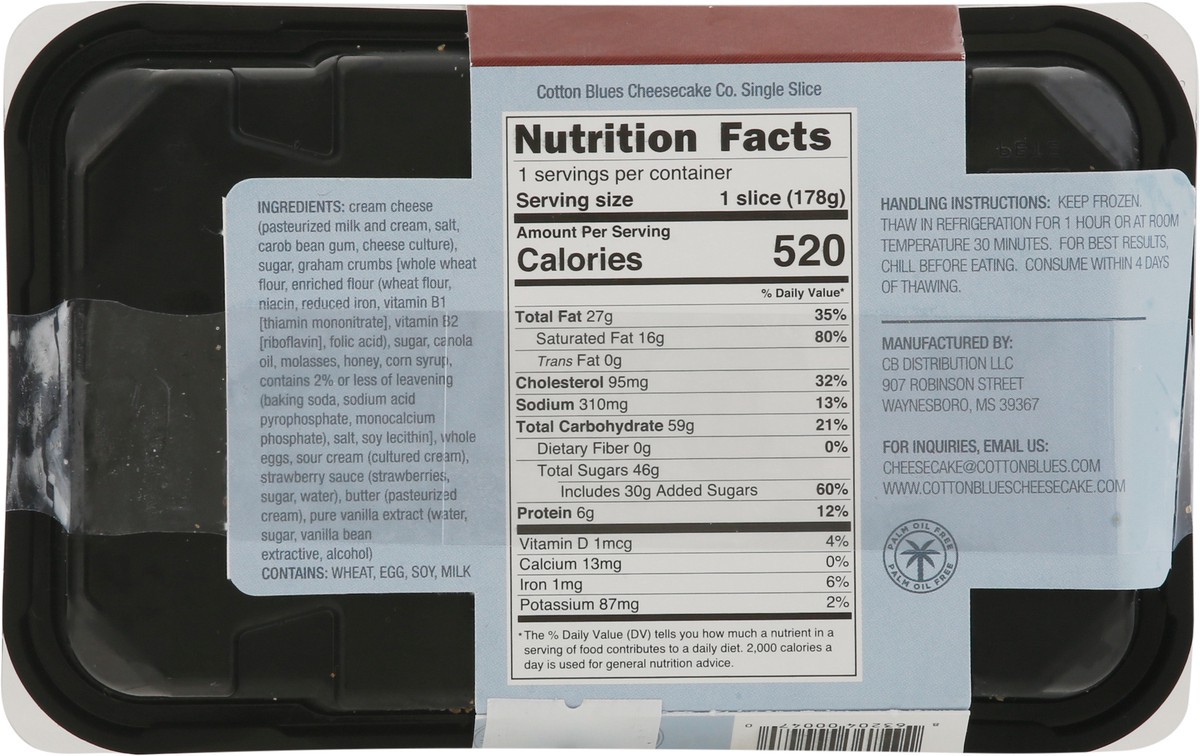 Cotton Blues Cheesecake Co. Single Slice
INGREDIENTS: cream cheese
(pasteurized milk and cream, salt,
carob bean gum, cheese culture),
sugar, graham crumbs [whole wheat
flour, enriched flour (wheat flour,
niacin, reduced iron, vitamin B1
[thiamin mononitrate], vitamin B2
[riboflavin], folic acid), sugar, canola
oil, molasses, honey, corn syrup,
contains 2% or less of leavening
(baking soda, sodium acid
pyrophosphate, monocalcium
phosphate), salt, soy lecithin], whole
eggs, sour cream (cultured cream),
strawberry sauce (strawberries,
sugar, water), butter (pasteurized
cream), pure vanilla extract (water,
sugar, vanilla bean
extractive, alcohol)
CONTAINS: WHEAT, EGG, SOY, MILK
Nutrition Facts
1 servings per container
Serving size 1 slice (178g)
Amount Per Serving
Calories 520
% Daily Value*
Total Fat 27g 35%
Saturated Fat 16g 80%
Trans Fat 0g
Cholesterol 95mg 32%
Sodium 310mg 13%
Total Carbohydrate 59g 21%
Dietary Fiber 0g 0%
Total Sugars 46g
Includes 30g Added Sugars 60%
Protein 6g 12%
Vitamin D 1mcg 4%
Calcium 13mg 0%
Iron 1mg 6%
Potassium 87mg 2%
* The % Daily Value (DV) tells you how much a nutrient in a
serving of food contributes to a daily diet. 2,000 calories a
day is used for general nutrition advice.
HANDLING INSTRUCTIONS: KEEP FROZEN.
THAW IN REFRIGERATION FOR 1 HOUR OR AT ROOM
TEMPERATURE 30 MINUTES. FOR BEST RESULTS,
CHILL BEFORE EATING. CONSUME WITHIN 4 DAYS
OF THAWING.
MANUFACTURED BY:
CB DISTRIBUTION LLC
907 ROBINSON STREET
WAYNESBORO, MS 39367
FOR INQUIRIES, EMAIL US:
CHEESECAKE@COTTONBLUES.COM
WWW.COTTONBLUESCHEESECAKE.COM
PALM OIL FREE
PALM OIL FREE
8 63204 00004 7 0